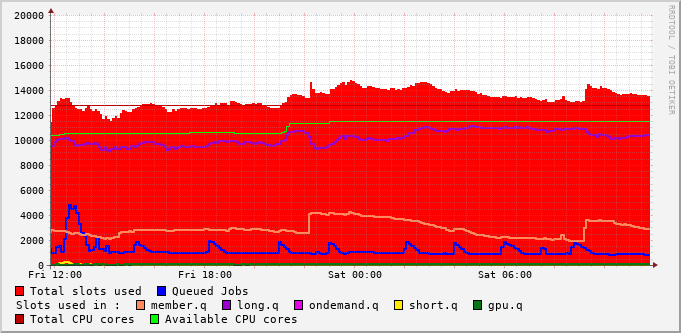 20000
18000
16000
14000
12000
10000
8000
6000
4000
2000
0
Fri 12:00 Fri 18:00 Sat 00:00 Sat 06:00
Total slots used Queued Jobs
Slots used in : member.q long.q ondemand.q short.q gpu.q
Total CPU cores Available CPU cores
RRDTOOL / TOBI OETIKER